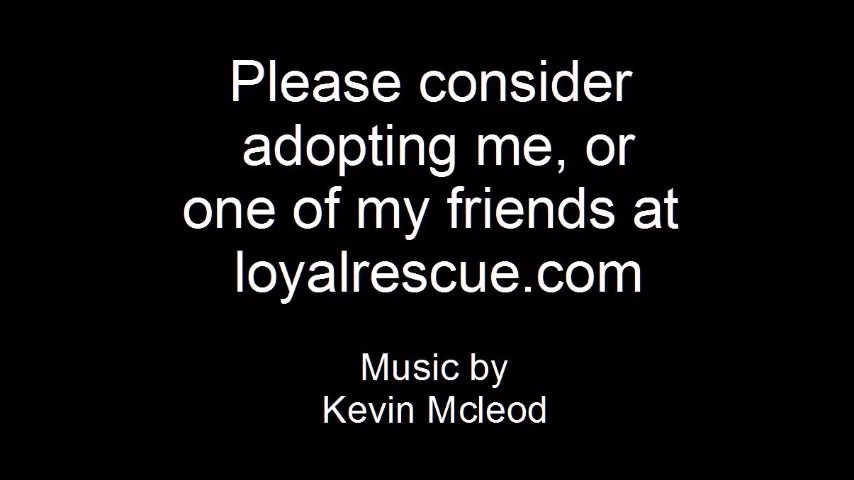 Please consider
adopting me, or
one of my friends at
loyalrescue.com
Music by
Kevin Mcleod